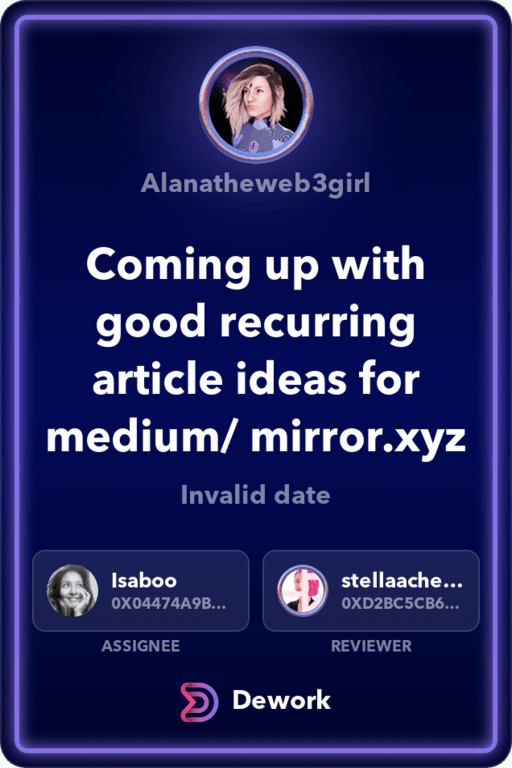 Alanatheweb3girl
Coming up with
good recurring
article ideas for
medium/ mirror.xyz
Invalid date
Isaboo
0X04474A9B...
stellaache...
0XD2BC5CB6...
ASSIGNEE
REVIEWER
Dework